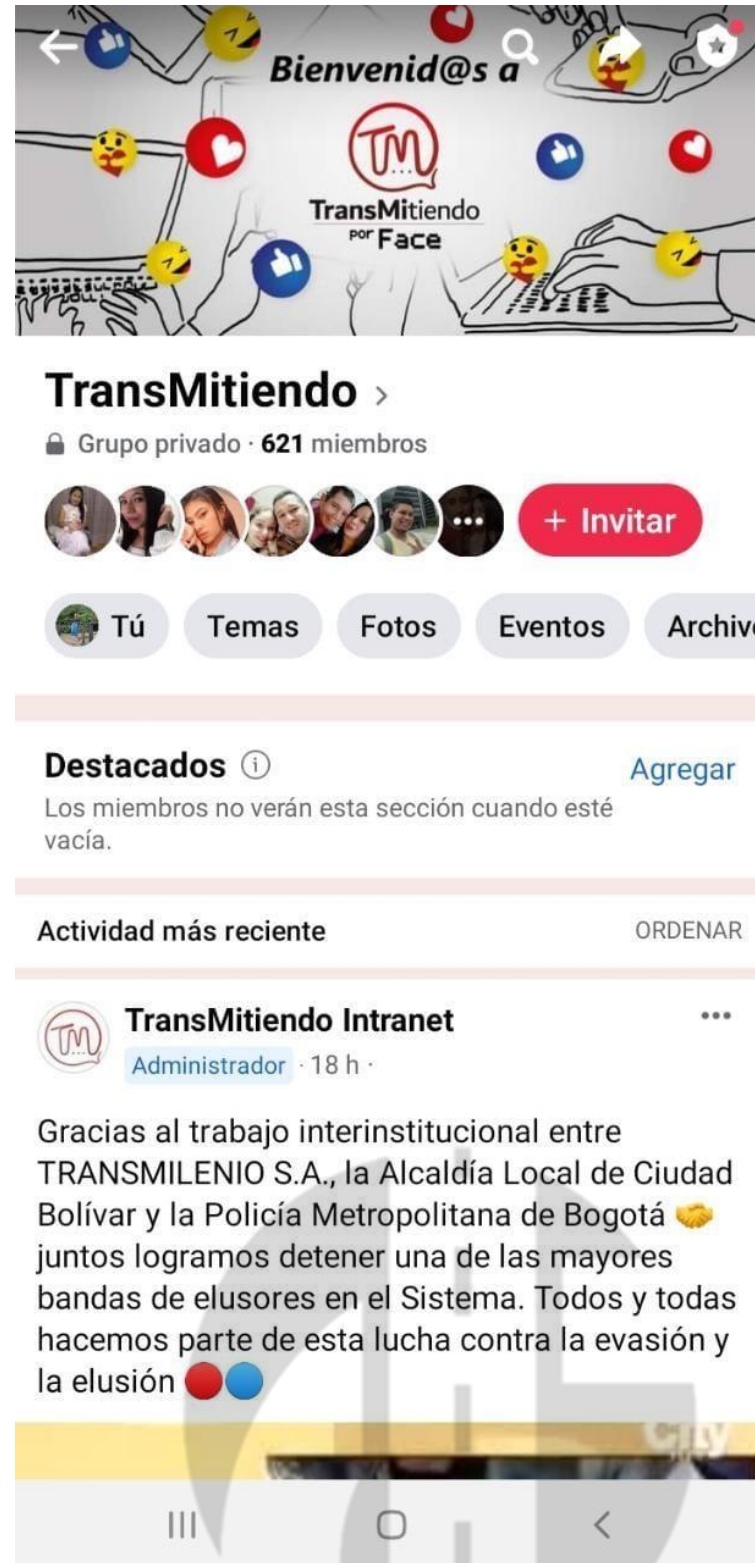 Bienvenid@s a
TM
TransMitiendo
por Face
TransMitiendo >
Grupo privado · 621 miembros
+ Invitar
Tú Temas Fotos Eventos
Destacados
Agregar
Los miembros no verán esta sección cuando esté
vacía.
Actividad más reciente ORDENAR
TM
TransMitiendo Intranet
Administrador · 18 h ·
Gracias al trabajo interinstitucional entre
TRANSMILENIO S.A., la Alcaldía Local de Ciudad
Bolívar y la Policía Metropolitana de Bogotá 🤝
juntos logramos detener una de las mayores
bandas de elusores en el Sistema. Todos y todas
hacemos parte de esta lucha contra la evasión y
la elusión 🔴🔵
City